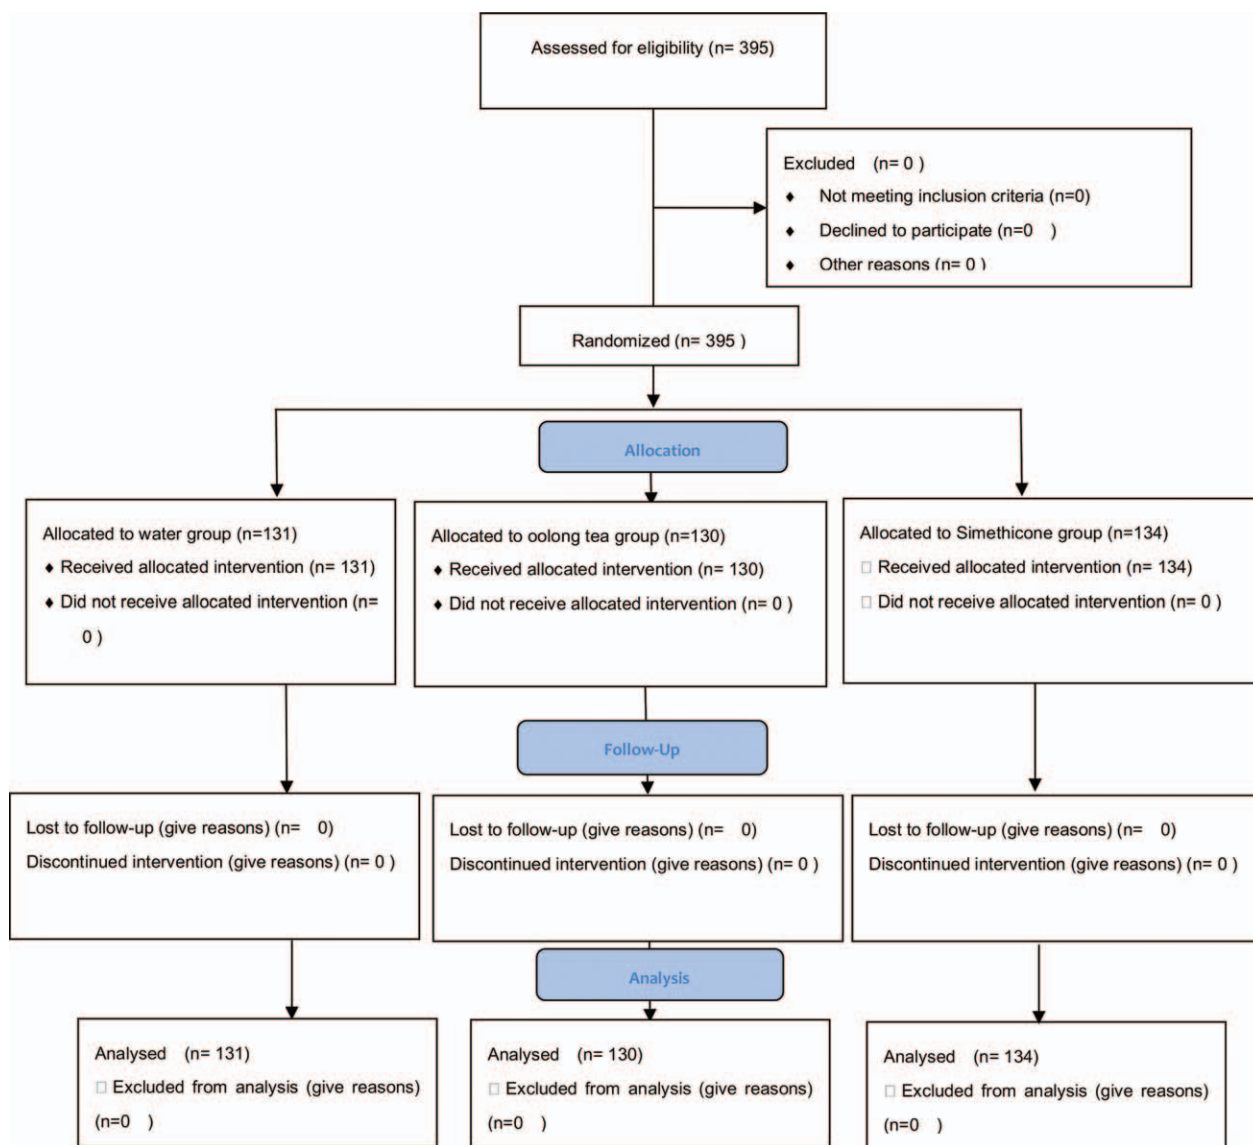 Assessed for eligibility (n= 395)
Excluded (n= 0 )
♦ Not meeting inclusion criteria (n=0)
♦ Declined to participate (n=0 )
♦ Other reasons (n= 0 )
Randomized (n= 395 )
Allocation
Allocated to water group (n=131)
♦ Received allocated intervention (n= 131)
♦ Did not receive allocated intervention (n=
0 )
Allocated to oolong tea group (n=130)
♦ Received allocated intervention (n= 130)
♦ Did not receive allocated intervention (n= 0 )
Allocated to Simethicone group (n=134)
□ Received allocated intervention (n= 134)
□ Did not receive allocated intervention (n= 0 )
Follow-Up
Lost to follow-up (give reasons) (n= 0)
Discontinued intervention (give reasons) (n= 0 )
Lost to follow-up (give reasons) (n= 0)
Discontinued intervention (give reasons) (n= 0 )
Lost to follow-up (give reasons) (n= 0)
Discontinued intervention (give reasons) (n= 0 )
Analysis
Analysed (n= 131)
□ Excluded from analysis (give reasons)
(n=0 )
Analysed (n= 130)
□ Excluded from analysis (give reasons)
(n=0 )
Analysed (n= 134)
□ Excluded from analysis (give reasons)
(n=0 )